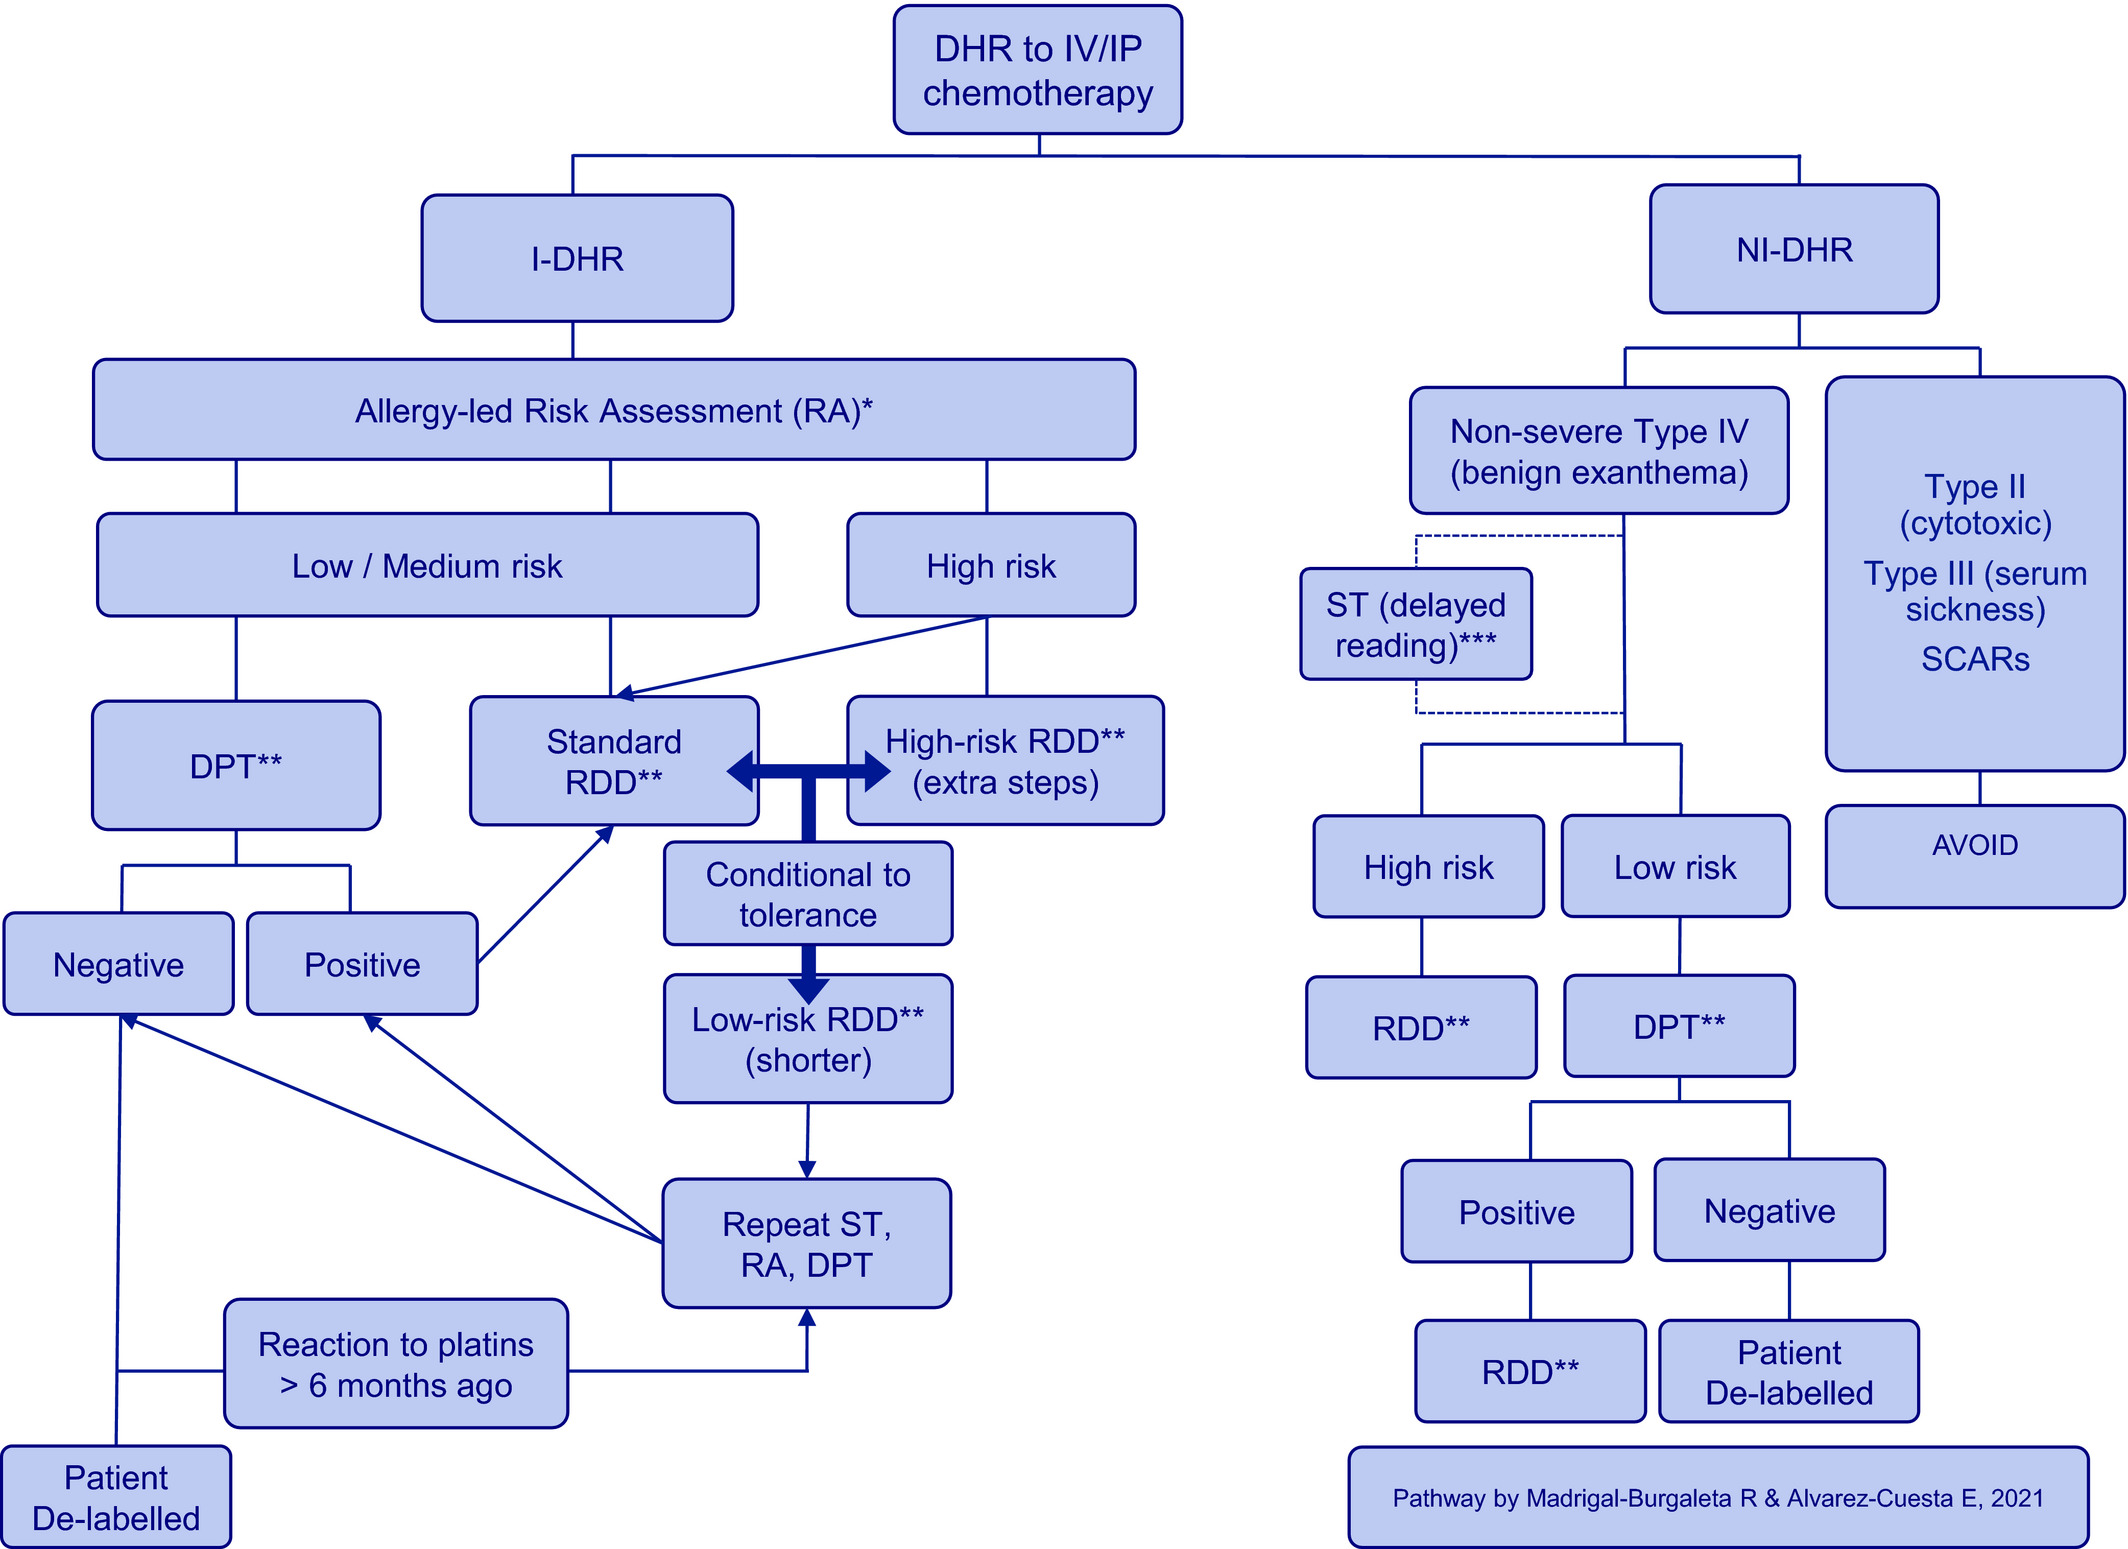 DHR to IV/IP
chemotherapy
I-DHR
NI-DHR
Allergy-led Risk Assessment (RA)*
Non-severe Type IV
(benign exanthema)
Type II
(cytotoxic)
Type III (serum
sickness)
SCARs
Low / Medium risk
High risk
ST (delayed
reading)***
DPT**
Standard
RDD**
High-risk RDD**
(extra steps)
High risk
Low risk
AVOID
Conditional to
tolerance
Negative
Positive
Low-risk RDD**
(shorter)
RDD**
DPT**
Repeat ST,
RA, DPT
Positive
Negative
Reaction to platins
> 6 months ago
RDD**
Patient
De-labelled
Patient
De-labelled
Pathway by Madrigal-Burgaleta R & Alvarez-Cuesta E, 2021